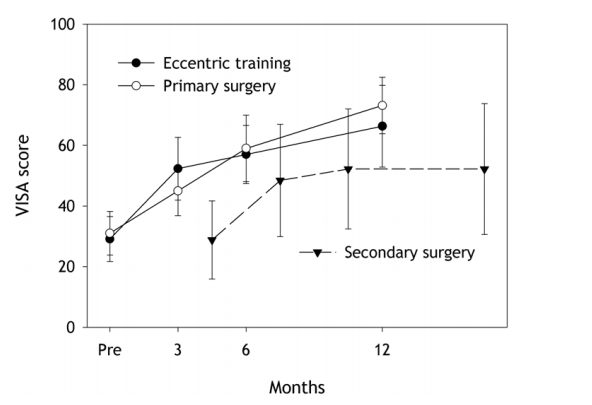 100
80
60
40
20
0
VISA score
Eccentric training
Primary surgery
Secondary surgery
Pre 3 6 12
Months